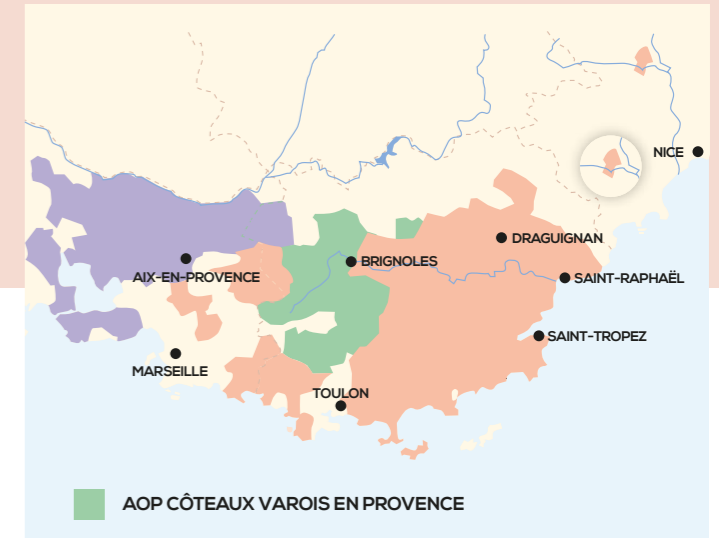 NICE
DRAGUIGNAN
BRIGNOLES
AIX-EN-PROVENCE
SAINT-RAPHAËL
SAINT-TROPEZ
MARSEILLE
TOULON
AOP CÔTEAUX VAROIS EN PROVENCE